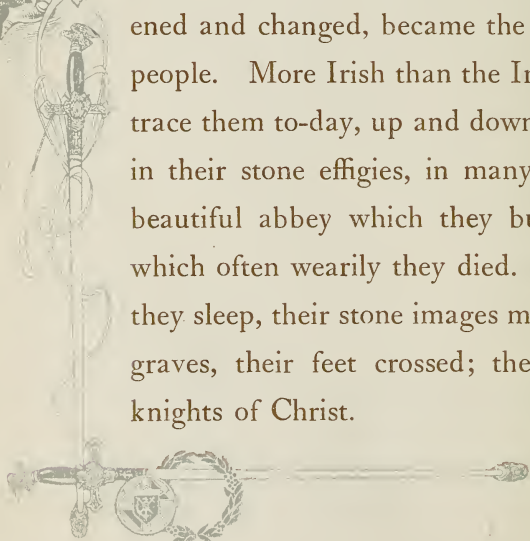 ened and changed, became the
people. More Irish than the
trace them to-day, up and down
in their stone effigies, in many
beautiful abbey which they
which often wearily they died.
they sleep, their stone images
graves, their feet crossed;
knights of Christ.